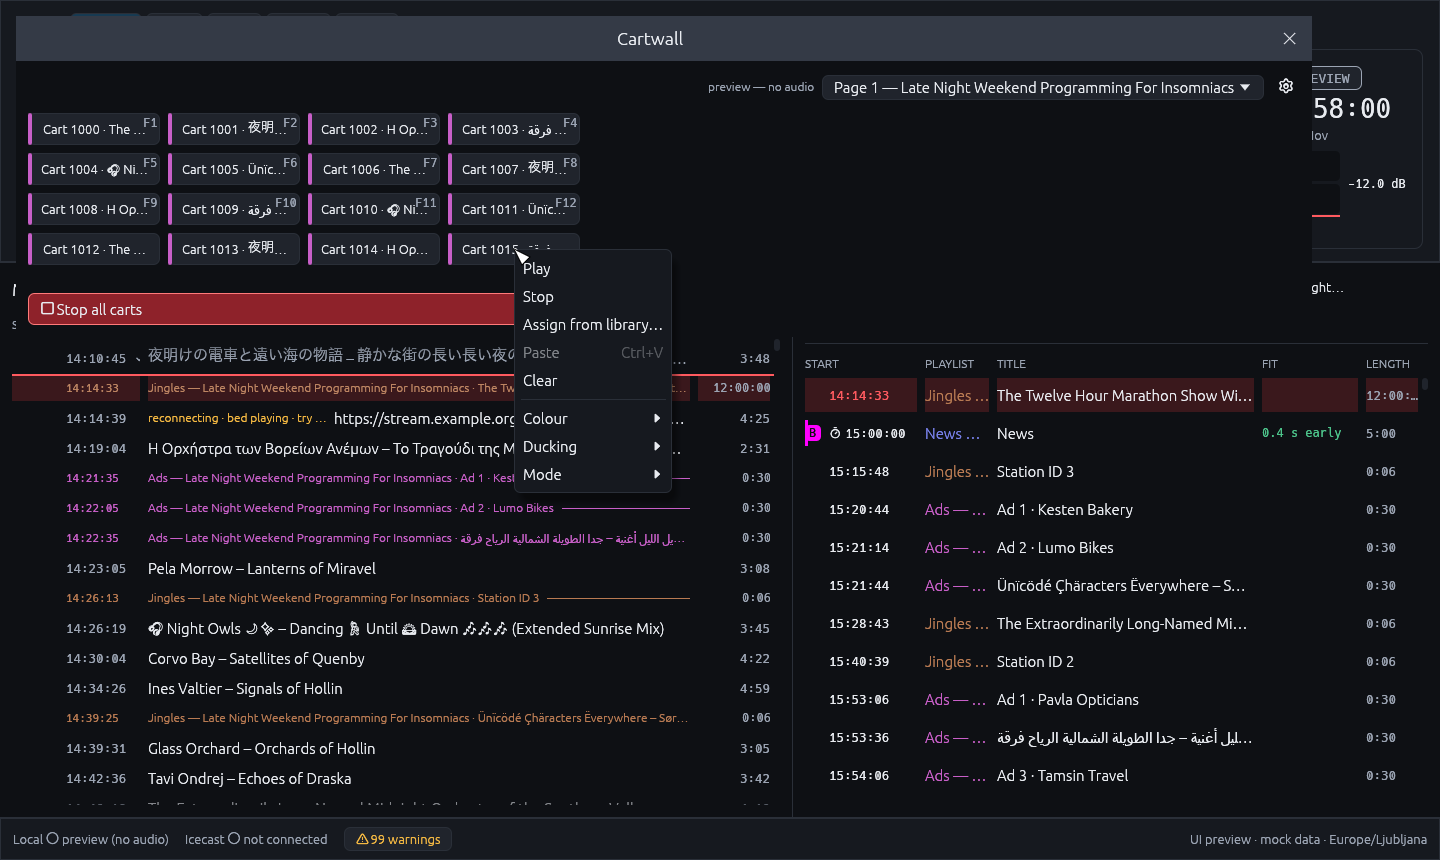 Cartwall
preview — no audio
Page 1 — Late Night Weekend Programming For Insomniacs
EVIEW
58:00
lov
-12.0 dB
Cart 1000 · The … F1
Cart 1001 · 夜明… F2
Cart 1002 · H Op… F3
Cart 1003 · فرقة … F4
Cart 1004 · 🎧 Ni… F5
Cart 1005 · Ünïc… F6
Cart 1006 · The … F7
Cart 1007 · 夜明… F8
Cart 1008 · H Op… F9
Cart 1009 · فرقة … F10
Cart 1010 · 🎧 Ni… F11
Cart 1011 · Ünïc… F12
Cart 1012 · The …
Cart 1013 · 夜明…
Cart 1014 · H Op…
Cart 1015
Stop all carts
ght…
Play
Stop
Assign from library…
Paste Ctrl+V
Clear
Colour
Ducking
Mode
14:10:45 夜明けの電車と遠い海の物語 – 静かな街の長い長い夜の … 3:48
14:14:33 Jingles — Late Night Weekend Programming For Insomniacs · The Tw … 12:00:00
14:14:39 reconnecting · bed playing · try … https://stream.example.org … 4:25
14:19:04 Η Ορχήστρα των Βορείων Ανέμων – Το Τραγούδι της Μ … 2:31
14:21:35 Ads — Late Night Weekend Programming For Insomniacs · Ad 1 · Kest 0:30
14:22:05 Ads — Late Night Weekend Programming For Insomniacs · Ad 2 · Lumo Bikes 0:30
14:22:35 Ads — Late Night Weekend Programming For Insomniacs · فرقة الرياح الشمالية الطويلة جدا – أغنية الليل …يل 0:30
14:23:05 Pela Morrow – Lanterns of Miravel 3:08
14:26:13 Jingles — Late Night Weekend Programming For Insomniacs · Station ID 3 0:06
14:26:19 🎧 Night Owls 🌙✨ – Dancing 💃 Until 🌅 Dawn 🎶🎶🎶 (Extended Sunrise Mix) 3:45
14:30:04 Corvo Bay – Satellites of Quenby 4:22
14:34:26 Ines Valtier – Signals of Hollin 4:59
14:39:25 Jingles — Late Night Weekend Programming For Insomniacs · Ünïcödé Çhäracters Ëverywhere – Sør… 0:06
14:39:31 Glass Orchard – Orchards of Hollin 3:05
14:42:36 Tavi Ondrej – Echoes of Draska 3:42
START PLAYLIST TITLE FIT LENGTH
14:14:33 Jingles … The Twelve Hour Marathon Show Wi… 12:00:…
B 15:00:00 News … News 0.4 s early 5:00
15:15:48 Jingles … Station ID 3 0:06
15:20:44 Ads — … Ad 1 · Kesten Bakery 0:30
15:21:14 Ads — … Ad 2 · Lumo Bikes 0:30
15:21:44 Ads — … Ünïcödé Çhäracters Ëverywhere – S… 0:30
15:28:43 Jingles … The Extraordinarily Long-Named Mi… 0:06
15:40:39 Jingles … Station ID 2 0:06
15:53:06 Ads — … Ad 1 · Pavla Opticians 0:30
15:53:36 Ads — … فرقة الرياح الشمالية الطويلة جدا – أغنية لليل… 0:30
15:54:06 Ads — … Ad 3 · Tamsin Travel 0:30
Local preview (no audio) Icecast not connected 99 warnings
UI preview · mock data · Europe/Ljubljana